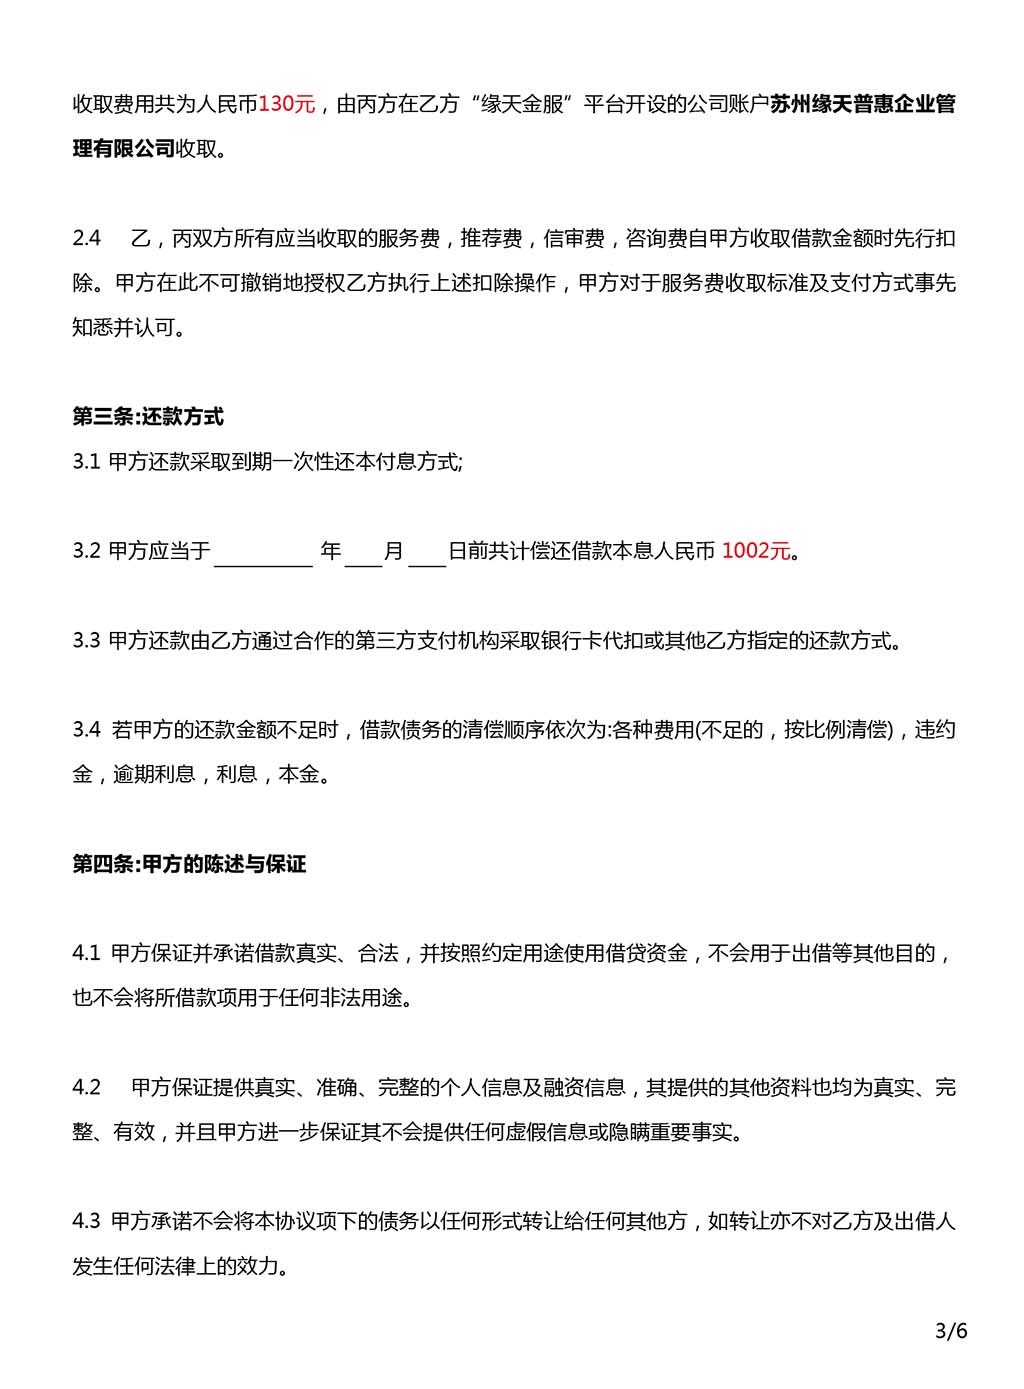 收取费用共为人民币130元，由丙方在乙方“缘天金服”平台开设的公司账户苏州缘天普惠企业管
理有限公司收取。
2.4 乙，丙双方所有应当收取的服务费，推荐费，信审费，咨询费自甲方收取借款金额时先行扣
除。甲方在此不可撤销地授权乙方执行上述扣除操作，甲方对于服务费收取标准及支付方式事先
知悉并认可。
第三条:还款方式
3.1 甲方还款采取到期一次性还本付息方式;
3.2 甲方应当于 ________ 年 ___月 ___日前共计偿还借款本息人民币 1002元。
3.3 甲方还款由乙方通过合作的第三方支付机构采取银行卡代扣或其他乙方指定的还款方式。
3.4 若甲方的还款金额不足时，借款债务的清偿顺序依次为:各种费用(不足的，按比例清偿)，违约
金，逾期利息，利息，本金。
第四条:甲方的陈述与保证
4.1 甲方保证并承诺借款真实、合法，并按照约定用途使用借贷资金，不会用于出借等其他目的，
也不会将所借款项用于任何非法用途。
4.2 甲方保证提供真实、准确、完整的个人信息及融资信息，其提供的其他资料也均为真实、完
整、有效，并且甲方进一步保证其不会提供任何虚假信息或隐瞒重要事实。
4.3 甲方承诺不会将本协议项下的债务以任何形式转让给任何其他方，如转让亦不对乙方及出借人
发生任何法律上的效力。
3/6